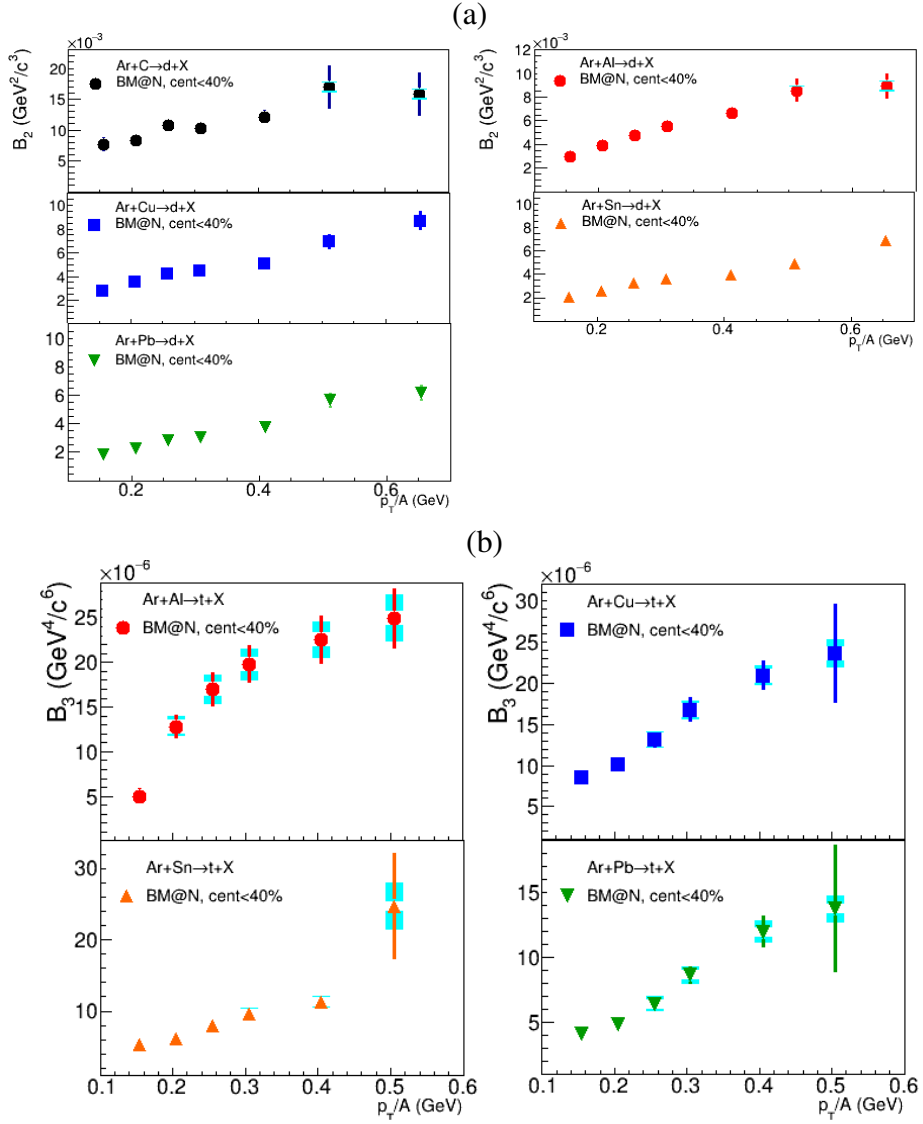 (a)
×10⁻³
B₂ (GeV²/c³)
20
15
10
5
Ar+C→d+X
BM@N, cent<40%
12 ×10⁻³
B₂ (GeV²/c³)
10
8
6
4
2
Ar+Al→d+X
BM@N, cent<40%
10
8
6
4
2
Ar+Cu→d+X
BM@N, cent<40%
10
8
6
4
2
Ar+Sn→d+X
BM@N, cent<40%
0.2 0.4 0.6
p_T/A (GeV)
10
8
6
4
2
Ar+Pb→d+X
BM@N, cent<40%
0.2 0.4 0.6
p_T/A (GeV)
(b)
×10⁻⁶
B₃ (GeV⁴/c⁶)
25
20
15
10
5
Ar+Al→t+X
BM@N, cent<40%
30 ×10⁻⁶
B₃ (GeV⁴/c⁶)
25
20
15
10
5
Ar+Cu→t+X
BM@N, cent<40%
30
20
10
Ar+Sn→t+X
BM@N, cent<40%
0.1 0.2 0.3 0.4 0.5 0.6
p_T/A (GeV)
15
10
5
Ar+Pb→t+X
BM@N, cent<40%
0.1 0.2 0.3 0.4 0.5 0.6
p_T/A (GeV)